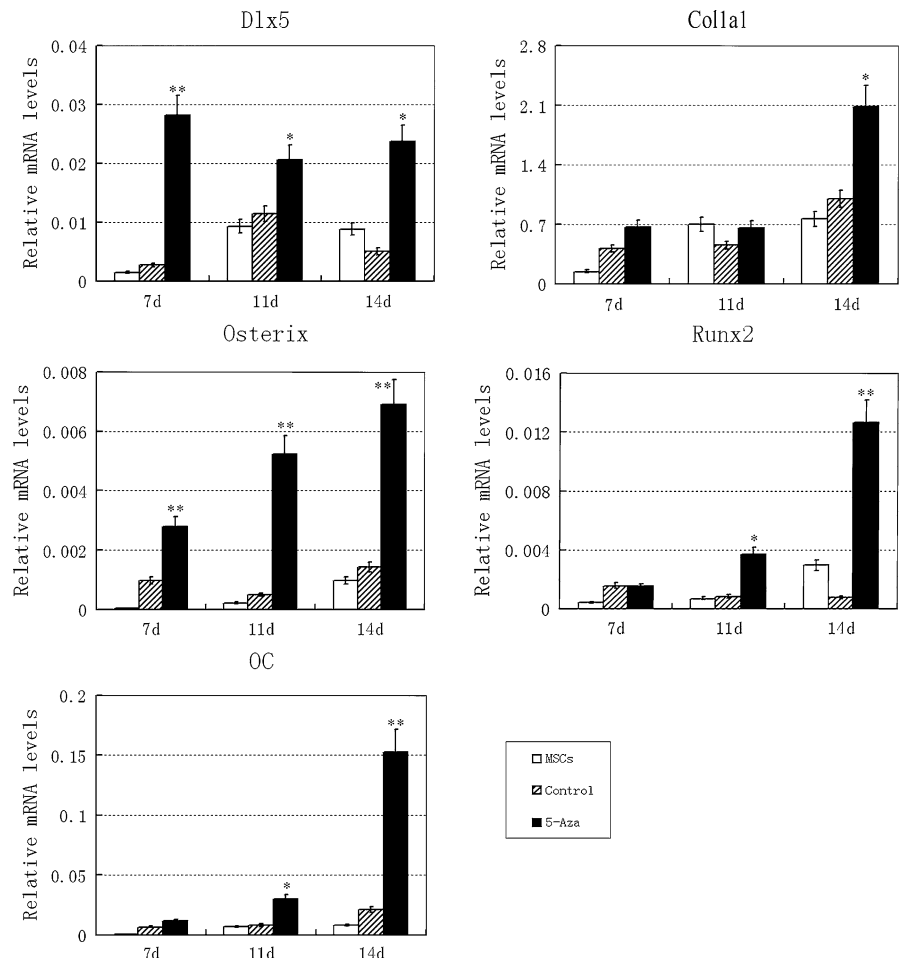 Dlx5
Relative mRNA levels
0.04
0.03
0.02
0.01
0
**
*
*
7d 11d 14d
Col1a1
Relative mRNA levels
2.8
2.1
1.4
0.7
0
*
7d 11d 14d
Osterix
Relative mRNA levels
0.008
0.006
0.004
0.002
0
**
**
**
7d 11d 14d
Runx2
Relative mRNA levels
0.016
0.012
0.008
0.004
0
*
**
7d 11d 14d
OC
Relative mRNA levels
0.2
0.15
0.1
0.05
0
*
**
7d 11d 14d
MSCs
Control
5-Aza